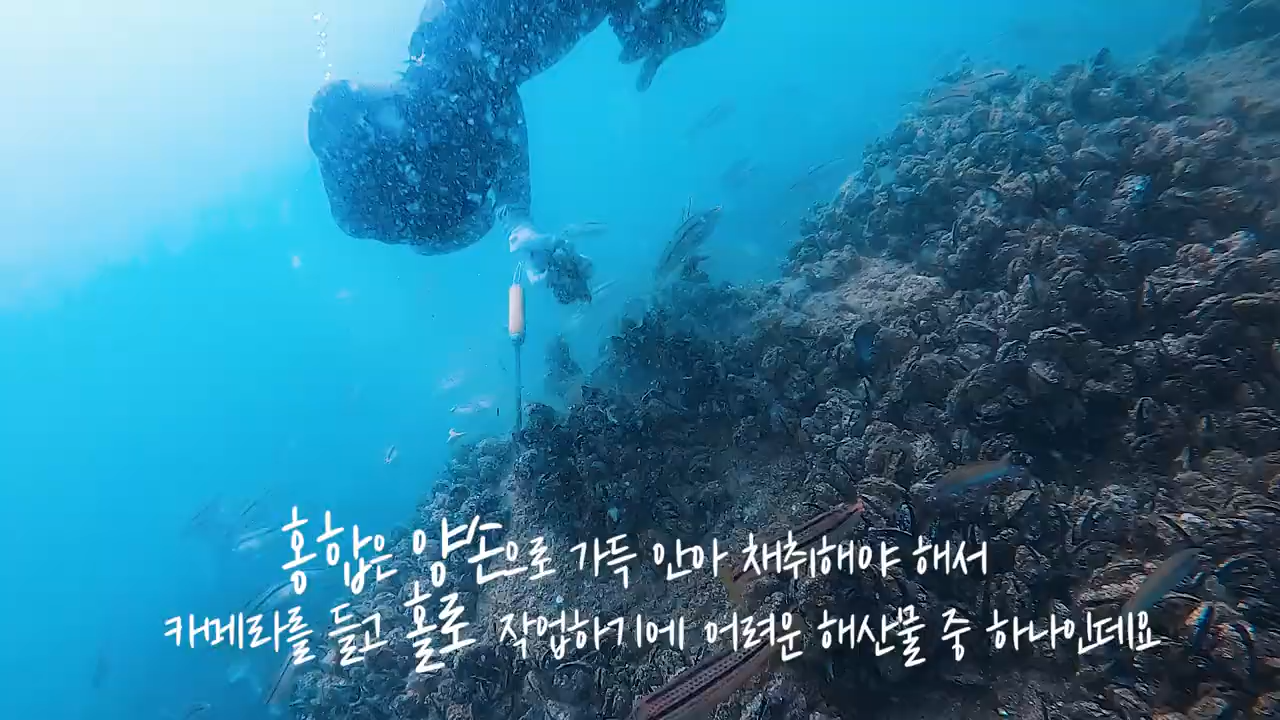 홍합은 양손으로 가득 안아 채취해야 해서
카메라를 들고 홀로 작업하기에 어려운 해산물 중 하나인데요